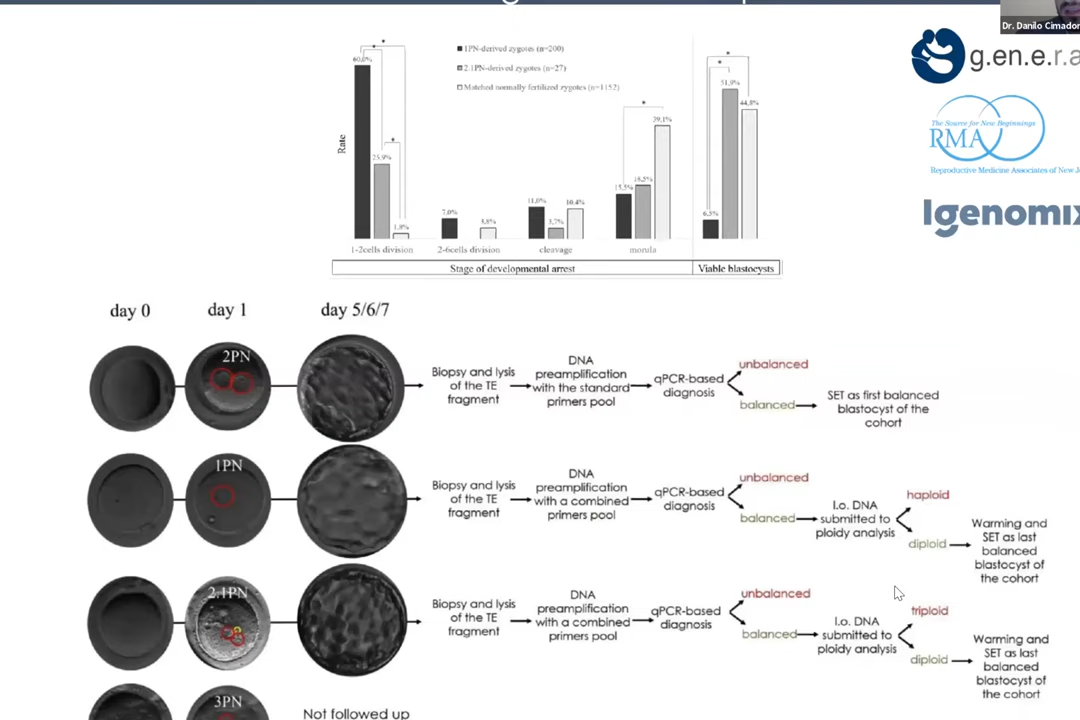 Dr. Danilo Cimador
g.en.e.r.a
The Source for New Beginnings
RMA
Reproductive Medicine Associates of New
Igenomix
1PN-derived zygotes (n=200)
2.1PN-derived zygotes (n=27)
Matched normally fertilized zygotes (n=1152)
Rate
* * * * * *
60,0%
25,9%
1,8%
7,0%
3,8%
11,0%
3,7%
10,4%
15,5%
18,5%
39,1%
6,5%
51,9%
44,8%
1-2cells division
2-6cells division
cleavage
morula
Stage of developmental arrest
Viable blastocysts
day 0
day 1
day 5/6/7
2PN
Biopsy and lysis
of the TE
fragment
DNA
preamplification
with the standard
primers pool
qPCR-based
diagnosis
unbalanced
balanced
SET as first balanced
blastocyst of the
cohort
1PN
Biopsy and lysis
of the TE
fragment
DNA
preamplification
with a combined
primers pool
qPCR-based
diagnosis
unbalanced
balanced
l.o. DNA
submitted to
ploidy analysis
haploid
diploid
Warming and
SET as last
balanced
blastocyst of
the cohort
2.1PN
Biopsy and lysis
of the TE
fragment
DNA
preamplification
with a combined
primers pool
qPCR-based
diagnosis
unbalanced
balanced
l.o. DNA
submitted to
ploidy analysis
triploid
diploid
Warming and
SET as last
balanced
blastocyst of
the cohort
3PN
Not followed up